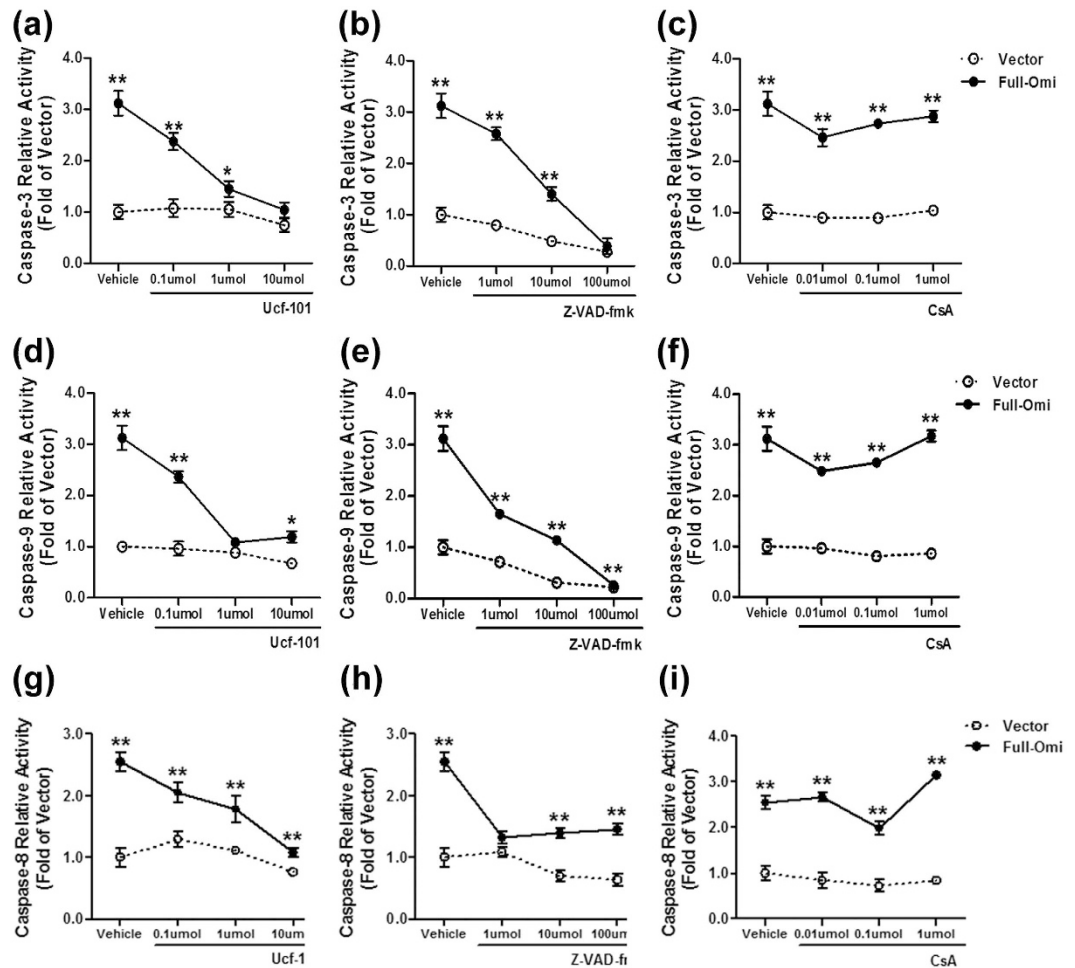 (a)
Caspase-3 Relative Activity
(Fold of Vector)
4.0
3.0
2.0
1.0
0.0
**
**
*
Vehicle 0.1umol 1umol 10umol
Ucf-101
(b)
Caspase-3 Relative Activity
(Fold of Vector)
4.0
3.0
2.0
1.0
0.0
**
**
**
Vehicle 1umol 10umol 100umol
Z-VAD-fmk
(c)
Caspase-3 Relative Activity
(Fold of Vector)
4.0
3.0
2.0
1.0
0.0
**
**
**
**
Vehicle 0.01umol 0.1umol 1umol
CsA
Vector
Full-Omi
(d)
Caspase-9 Relative Activity
(Fold of Vector)
4.0
3.0
2.0
1.0
0.0
**
**
*
Vehicle 0.1umol 1umol 10umol
Ucf-101
(e)
Caspase-9 Relative Activity
(Fold of Vector)
4.0
3.0
2.0
1.0
0.0
**
**
**
**
Vehicle 1umol 10umol 100umol
Z-VAD-fmk
(f)
Caspase-9 Relative Activity
(Fold of Vector)
4.0
3.0
2.0
1.0
0.0
**
**
**
**
Vehicle 0.01umol 0.1umol 1umol
CsA
Vector
Full-Omi
(g)
Caspase-8 Relative Activity
(Fold of Vector)
3.0
2.0
1.0
0.0
**
**
**
**
Vehicle 0.1umol 1umol 10um
Ucf-1
(h)
Caspase-8 Relative Activity
(Fold of Vector)
3.0
2.0
1.0
0.0
**
**
**
Vehicle 1umol 10umol 100um
Z-VAD-fi
(i)
Caspase-8 Relative Activity
(Fold of Vector)
4.0
3.0
2.0
1.0
0.0
**
**
**
**
Vehicle 0.01umol 0.1umol 1umol
CsA
Vector
Full-Omi